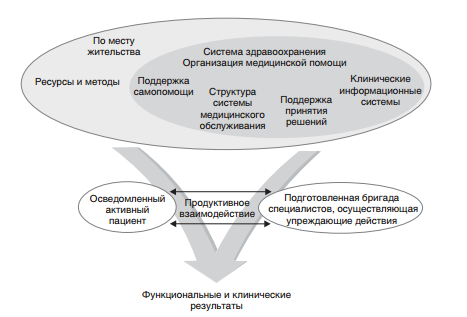 По месту
жительства
Система здравоохранения
Организация медицинской помощи
Ресурсы и методы
Поддержка
самопомощи
Структура
системы
медицинского
обслуживания
Поддержка
принятия
решений
Клинические
информационные
системы
Осведомленный
активный
пациент
Продуктивное
взаимодействие
Подготовленная бригада
специалистов, осуществляющая
упреждающие действия
Функциональные и клинические
результаты